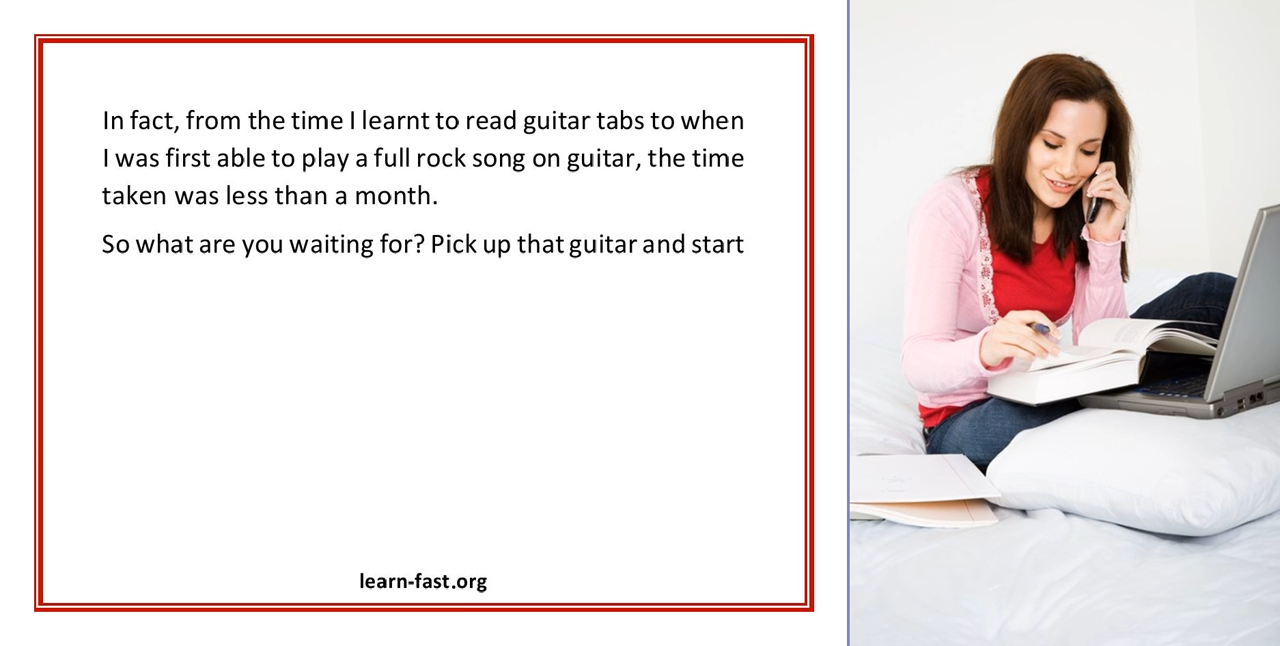 In fact, from the time I learnt to read guitar tabs to when
I was first able to play a full rock song on guitar, the time
taken was less than a month.
So what are you waiting for? Pick up that guitar and start
learn-fast.org